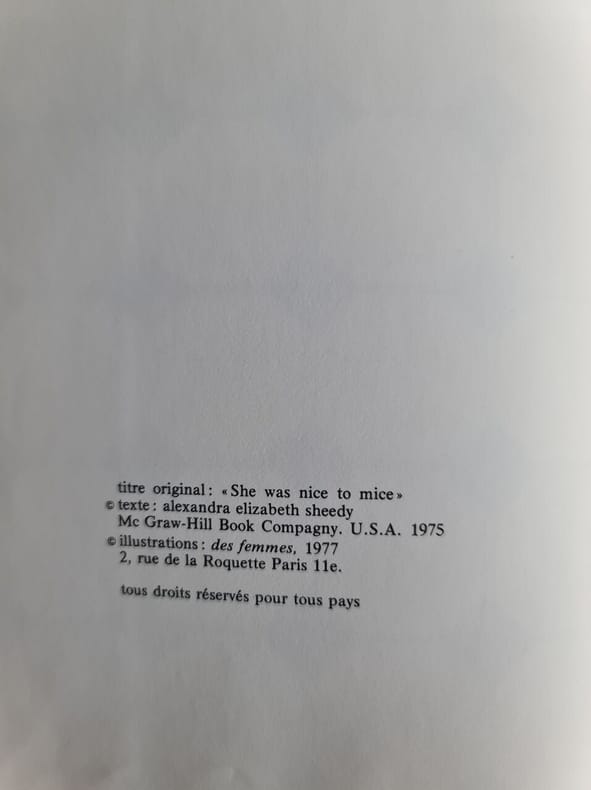 titre original : « She was nice to mice »
© texte : alexandra elizabeth sheedy
Mc Graw-Hill Book Compagny. U.S.A. 1975
© illustrations : des femmes, 1977
2, rue de la Roquette Paris 11e.
tous droits réservés pour tous pays